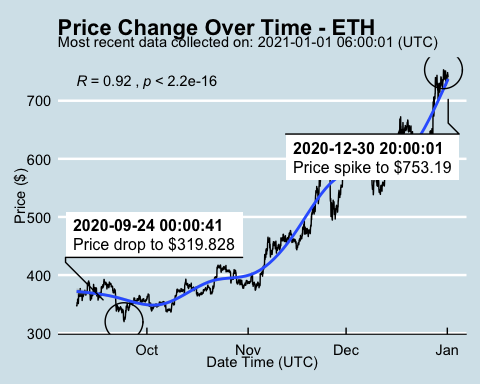 Price Change Over Time - ETH
Most recent data collected on: 2021-01-01 06:00:01 (UTC)
R = 0.92 , p < 2.2e-16
700
600
500
400
300
Price ($)
2020-12-30 20:00:01
Price spike to $753.19
2020-09-24 00:00:41
Price drop to $319.828
Oct
Nov
Dec
Jan
Date Time (UTC)